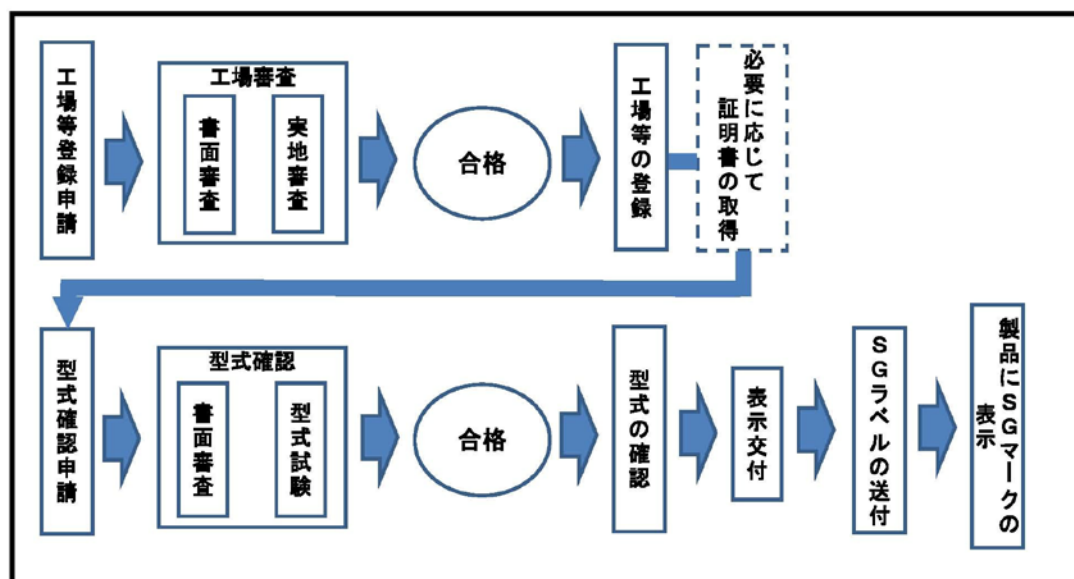 工場等登録申請
工場審査
書面審査
実地審査
合格
工場等の登録
必要に応じて
証明書の取得
型式確認申請
型式確認
書面審査
型式試験
合格
型式の確認
表示交付
SGラベルの送付
製品にSGマークの
表示